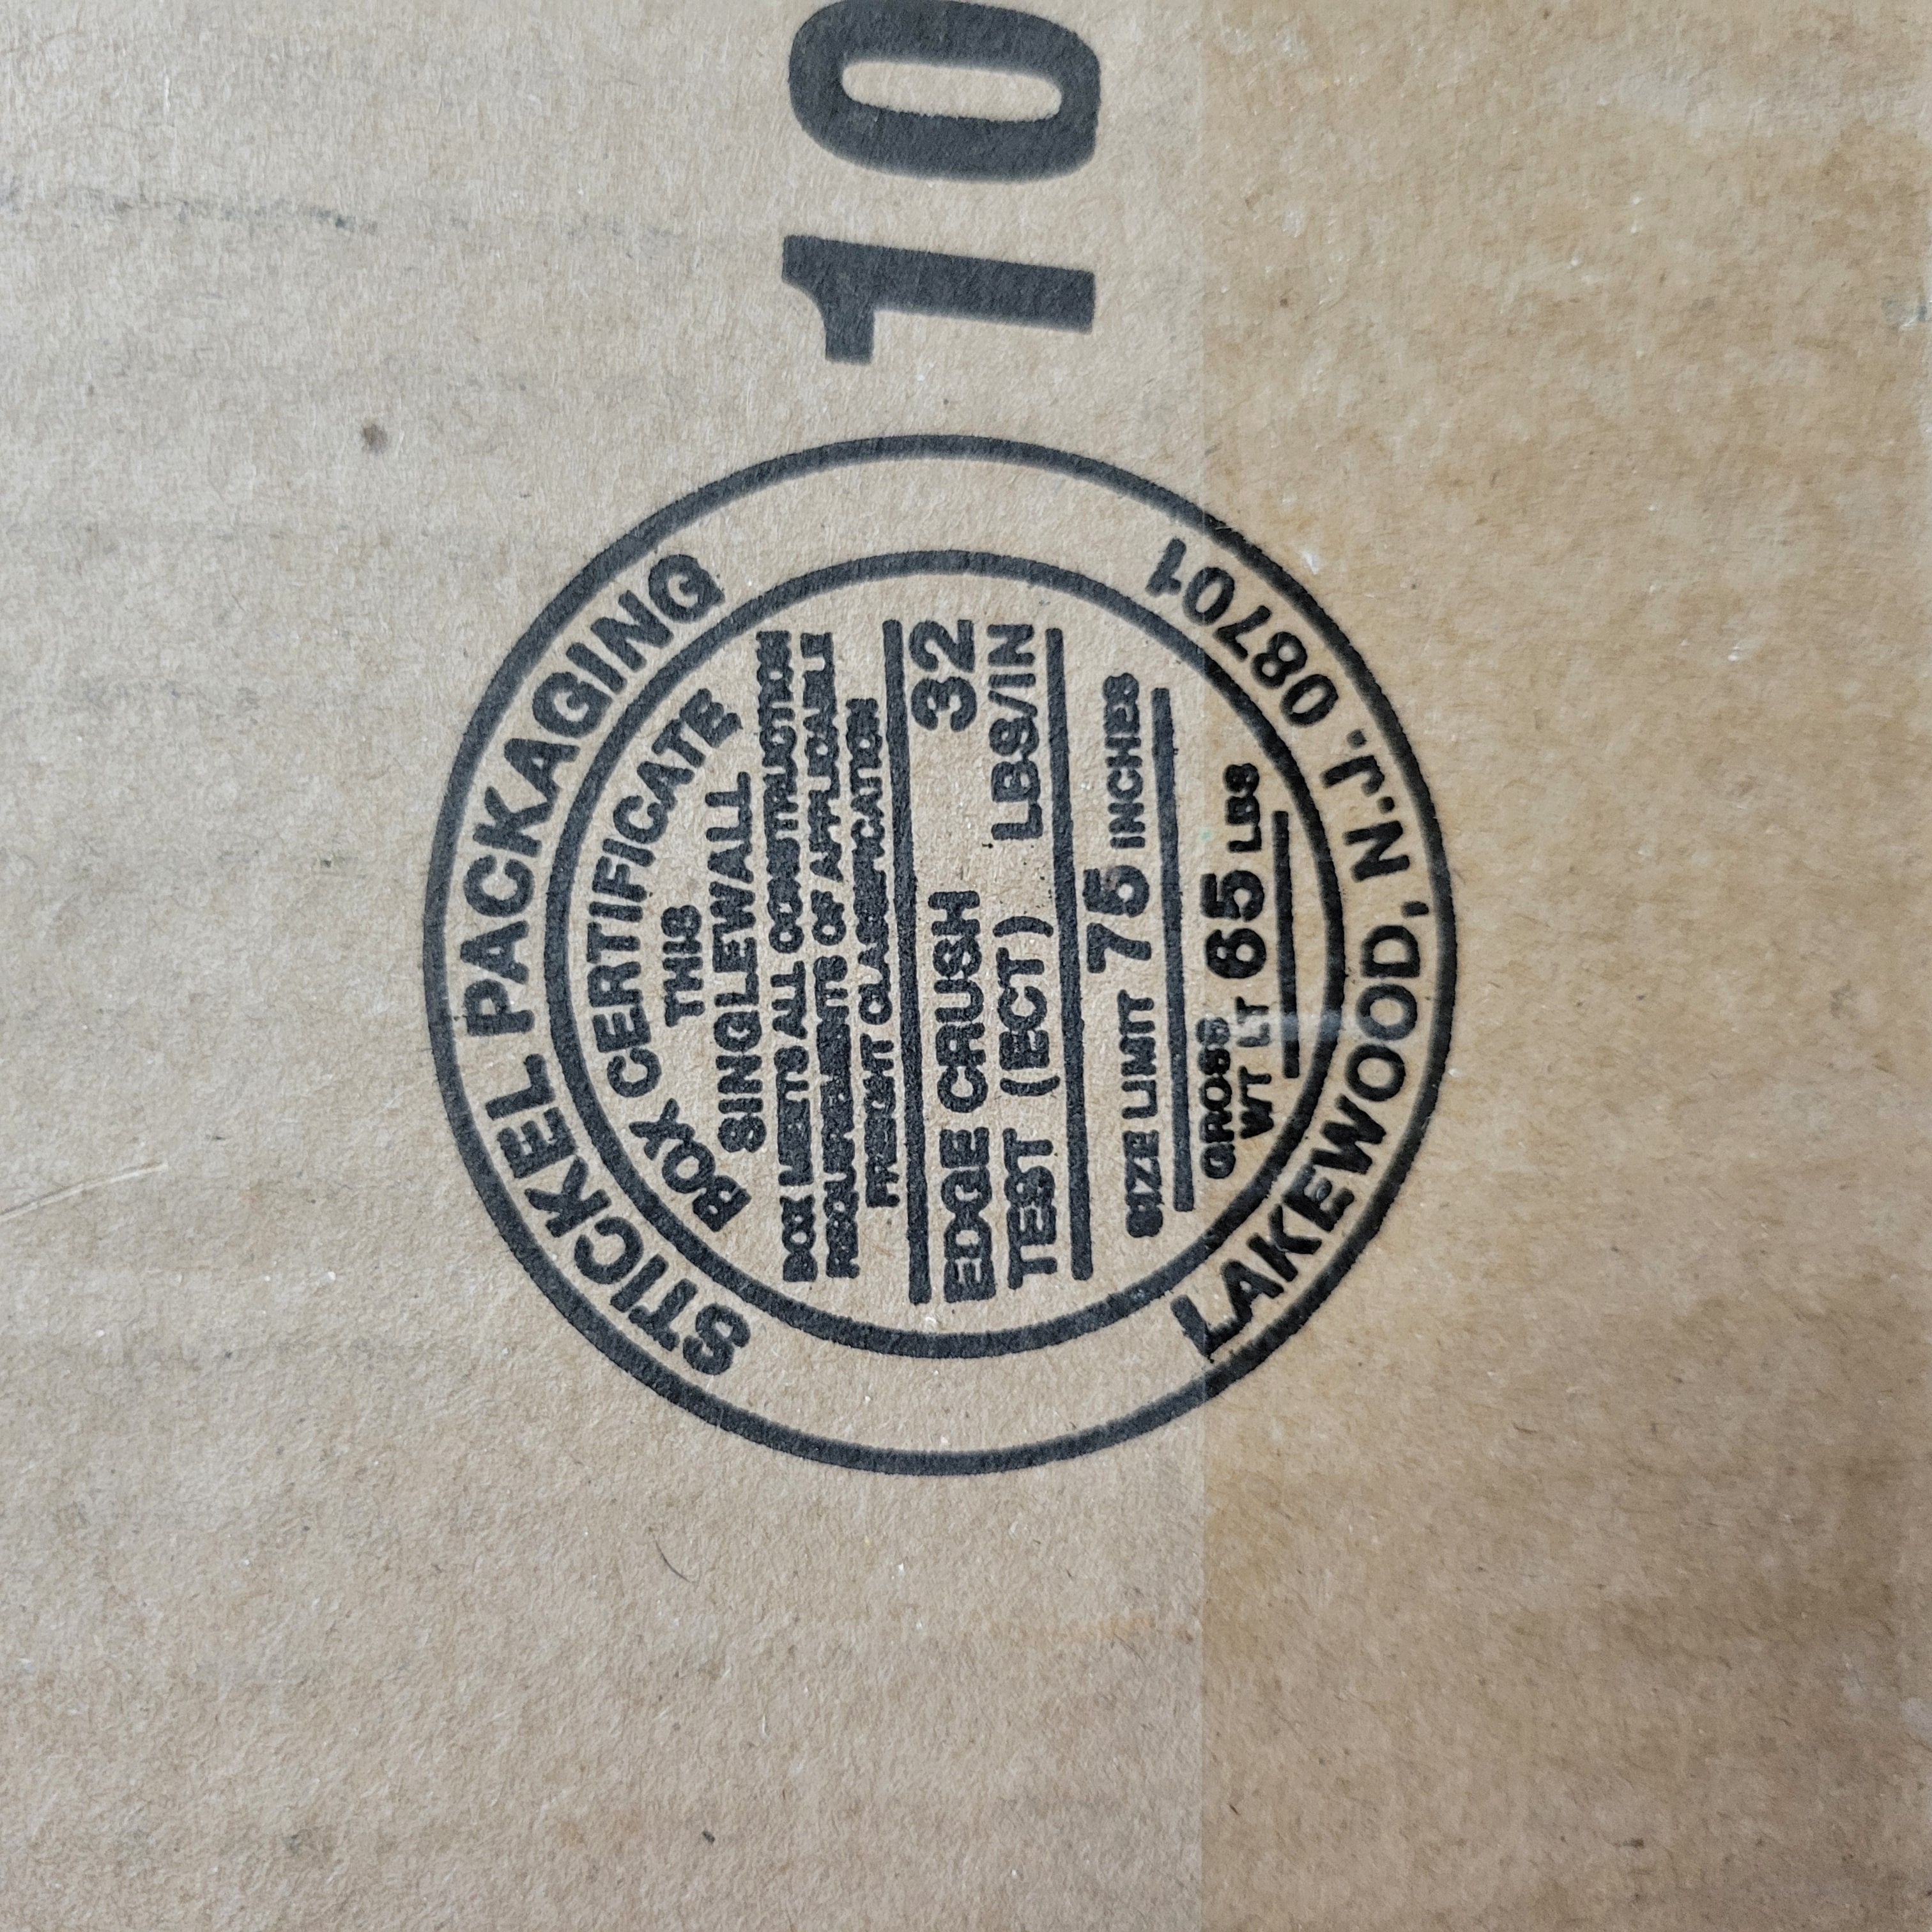 STICKEL PACKAGING
BOX CERTIFICATE
THIS
SINGLEWALL
BOX MEETS ALL CONSTRUCTION
REQUIREMENTS OF APPLICABLE
FREIGHT CLASSIFICATION
EDGE CRUSH 32
TEST (ECT) LBS/IN
SIZE LIMIT 75 INCHES
GROSS
WT LT 65 LBS
LAKEWOOD, N.J. 08701
10